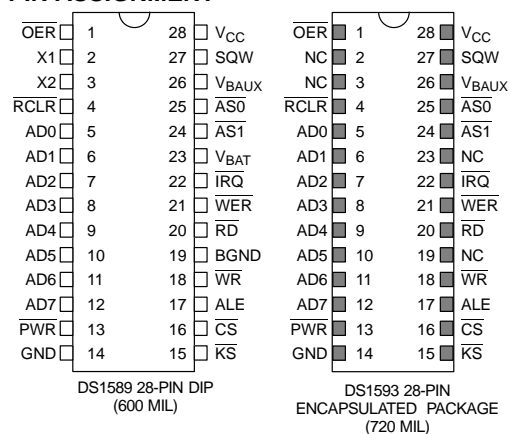 PIN ASSIGNMENT
OER 1 28 VCC
X1 2 27 SQW
X2 3 26 VBAUX
RCLR 4 25 AS0
AD0 5 24 AS1
AD1 6 23 VBAT
AD2 7 22 IRQ
AD3 8 21 WER
AD4 9 20 RD
AD5 10 19 BGND
AD6 11 18 WR
AD7 12 17 ALE
PWR 13 16 CS
GND 14 15 KS
DS1589 28-PIN DIP
(600 MIL)
OER 1 28 VCC
NC 2 27 SQW
NC 3 26 VBAUX
RCLR 4 25 AS0
AD0 5 24 AS1
AD1 6 23 NC
AD2 7 22 IRQ
AD3 8 21 WER
AD4 9 20 RD
AD5 10 19 NC
AD6 11 18 WR
AD7 12 17 ALE
PWR 13 16 CS
GND 14 15 KS
DS1593 28-PIN
ENCAPSULATED PACKAGE
(720 MIL)